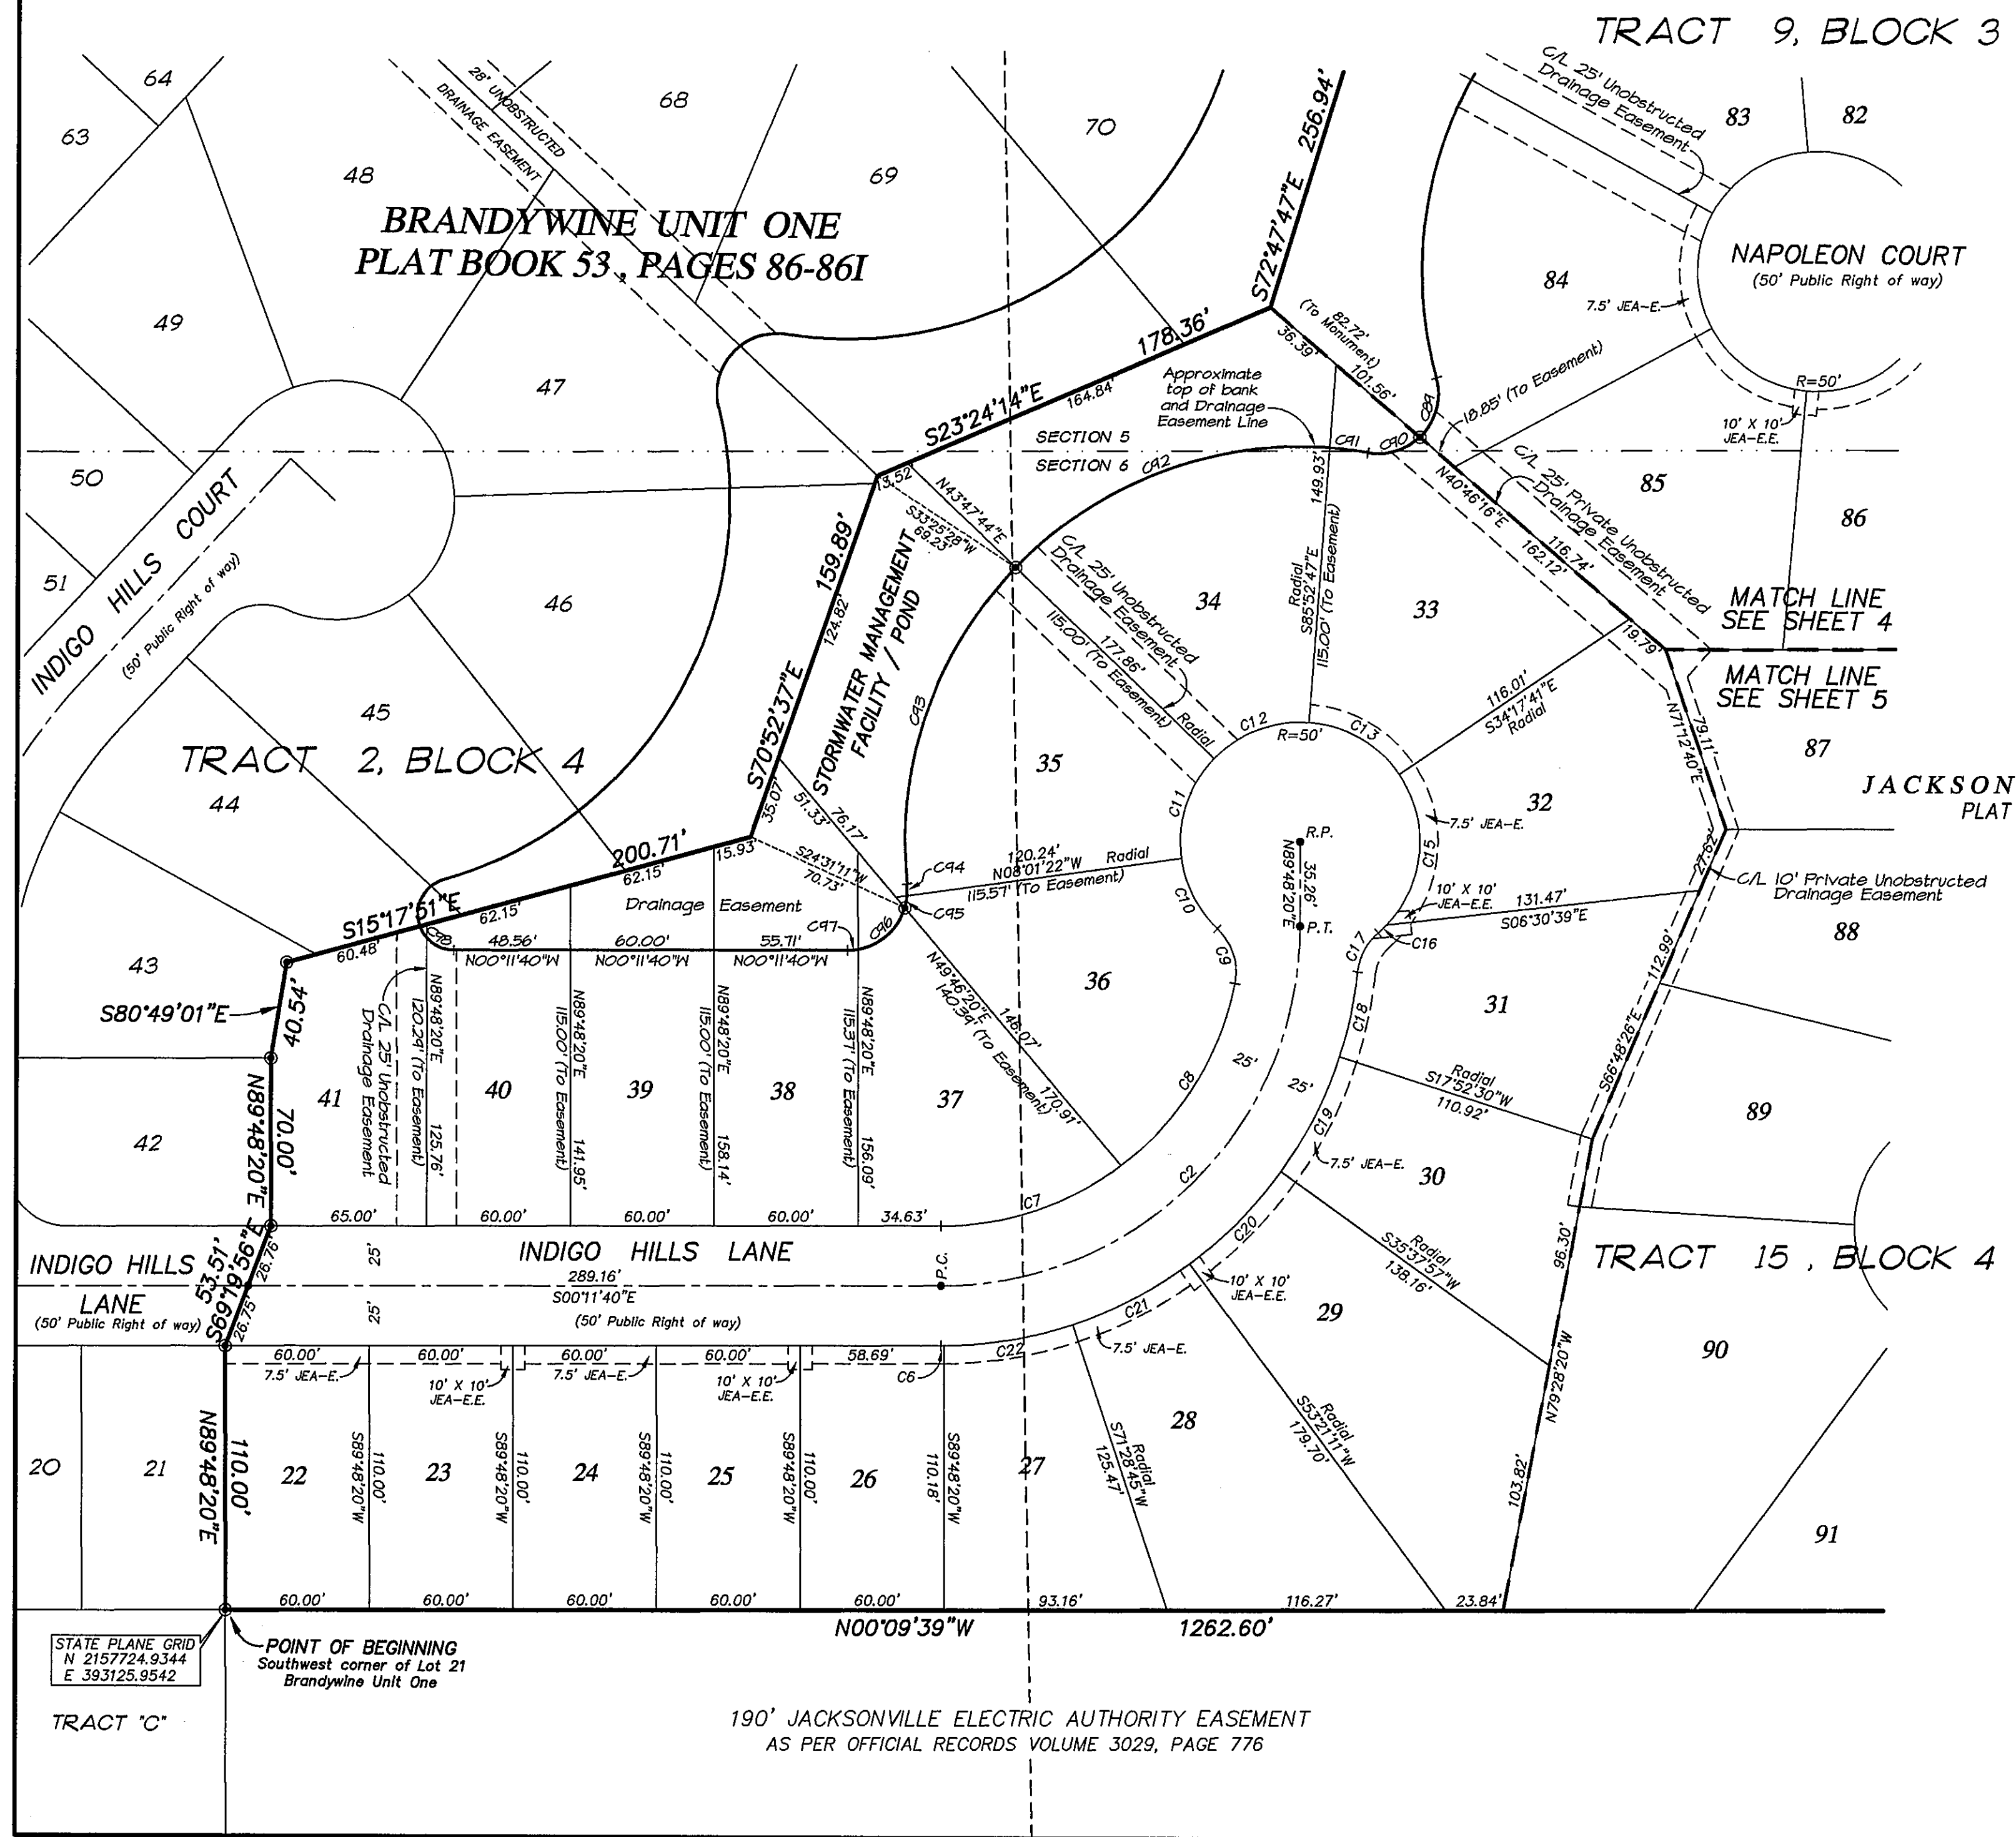 TRACT 9, BLOCK 3
C/L 25' Unobstructed
Drainage Easement
64
63
48
68
69
70
83
82
28' UNOBSTRUCTED
DRAINAGE EASEMENT
BRANDYWINE UNIT ONE
PLAT BOOK 53, PAGES 86-86I
S72°47'47"E 256.94'
NAPOLEON COURT
(50' Public Right of way)
84
7.5' JEA-E.
R=50'
10' X 10'
JEA-E.E.
49
47
178.36'
S23°24'14"E
164.84'
82.72'
(To Monument)
36.39'
101.56'
Approximate
top of bank
and Drainage
Easement Line
C89
C90
C91
C92
18.85' (To Easement)
SECTION 5
SECTION 6
50
51
INDIGO HILLS COURT
(50' Public Right of way)
46
45
13.52
N43°47'44"E
S33°25'28"W
69.23'
C/L 25' Unobstructed
Drainage Easement
149.93'
S85°52'47"E
Radial
115.00' (To Easement)
N40°46'16"E
162.12'
116.74'
C/L 25' Private Unobstructed
Drainage Easement
85
86
MATCH LINE
SEE SHEET 4
MATCH LINE
SEE SHEET 5
19.79'
159.89'
124.82'
S70°52'37"E
35.07'
STORMWATER MANAGEMENT
FACILITY / POND
C93
34
33
115.00' (To Easement)
177.86'
Radial
C12
R=50'
C13
116.01'
S34°17'41"E
Radial
N71°12'40"E
79.11'
87
JACKSON
PLAT
TRACT 2, BLOCK 4
44
35
C11
32
7.5' JEA-E.
R.P.
N89°48'20"E
35.26'
P.T.
C15
27.62'
C/L 10' Private Unobstructed
Drainage Easement
10' X 10'
JEA-E.E.
131.47'
S06°30'39"E
C16
C17
88
51.33'
76.17'
S24°31'11"W
70.73'
120.24'
N08°01'22"W Radial
115.57' (To Easement)
C94
C95
C10
C9
200.71'
15.93'
62.15'
62.15'
S15°17'51"E
60.48'
Drainage Easement
C97
C96
C98
48.56'
60.00'
55.71'
N00°11'40"W
N00°11'40"W
N00°11'40"W
43
S80°49'01"E
40.54'
42
41
C/L 25' Unobstructed
Drainage Easement
N89°48'20"E 125.76'
120.29' (To Easement)
40
N89°48'20"E 141.95'
115.00' (To Easement)
39
N89°48'20"E 158.14'
115.00' (To Easement)
38
N89°48'20"E 156.09'
115.37' (To Easement)
37
36
N49°46'20"E
146.07'
140.39' (To Easement)
170.91'
C8
25'
25'
C18
31
112.99'
S66°48'26"E
Radial
S17°52'30"W
110.92'
89
C19
7.5' JEA-E.
30
N89°48'20"E 70.00'
65.00'
60.00'
60.00'
60.00'
34.63'
C7
C2
C20
Radial
S35°37'57"W
138.16'
96.30'
TRACT 15, BLOCK 4
INDIGO HILLS
LANE
(50' Public Right of way)
53.51'
S69°19'56"E
26.76'
26.75'
25'
25'
INDIGO HILLS LANE
289.16'
S00°11'40"E
(50' Public Right of way)
P.C.
10' X 10'
JEA-E.E.
C21
7.5' JEA-E.
C22
C6
29
90
N79°28'20"W
103.82'
60.00'
60.00'
60.00'
60.00'
58.69'
7.5' JEA-E.
10' X 10'
JEA-E.E.
7.5' JEA-E.
10' X 10'
JEA-E.E.
N89°48'20"E
110.00'
20
21
22
S89°48'20"W
110.00'
23
S89°48'20"W
110.00'
24
S89°48'20"W
110.00'
25
S89°48'20"W
110.00'
26
S89°48'20"W
110.18'
27
Radial
S71°28'45"W
125.47'
28
Radial
S53°21'11"W
179.70'
91
60.00'
60.00'
60.00'
60.00'
60.00'
93.16'
116.27'
23.84'
N00°09'39"W
1262.60'
STATE PLANE GRID
N 2157724.9344
E 393125.9542
POINT OF BEGINNING
Southwest corner of Lot 21
Brandywine Unit One
TRACT "C"
190' JACKSONVILLE ELECTRIC AUTHORITY EASEMENT
AS PER OFFICIAL RECORDS VOLUME 3029, PAGE 776